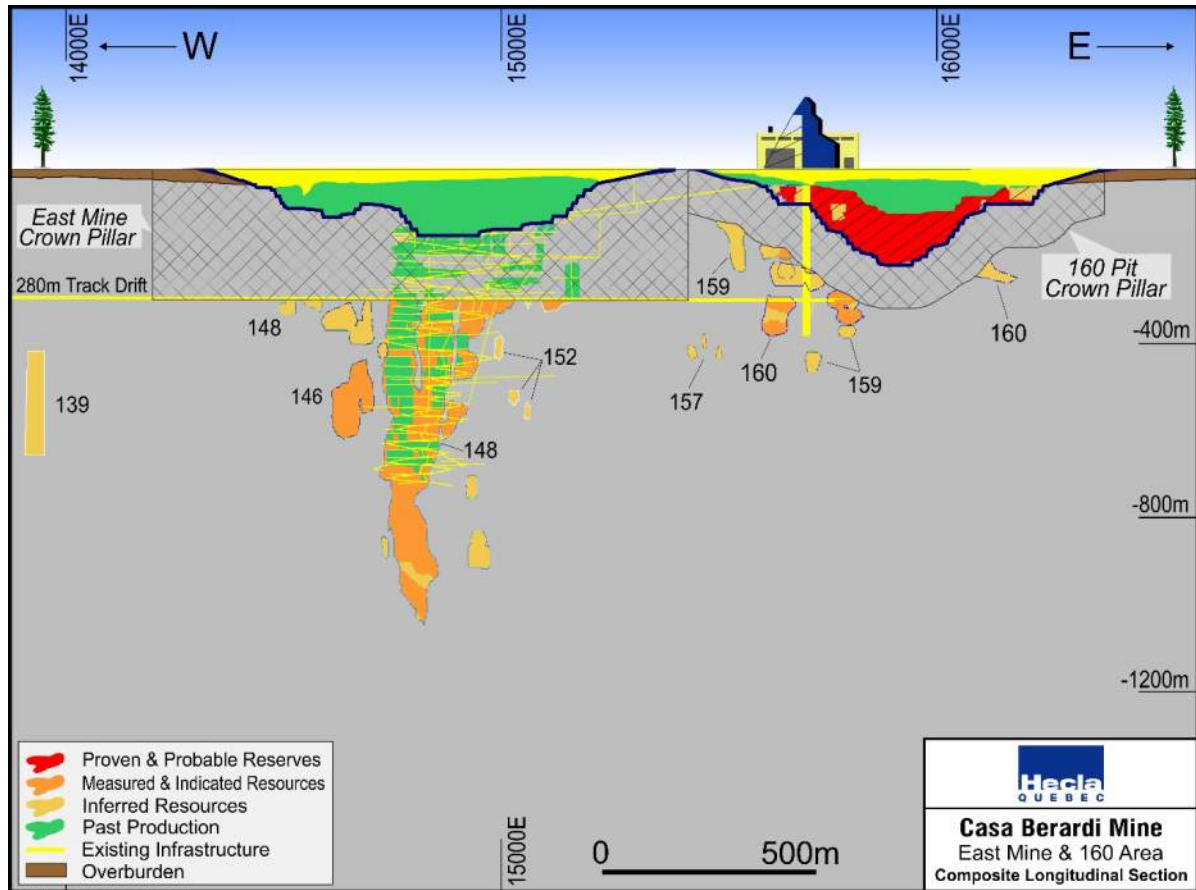 14000E
15000E
16000E
W
E
East Mine
Crown Pillar
280m Track Drift
159
160 Pit
Crown Pillar
148
152
160
157
160
159
-400m
139
146
148
-800m
-1200m
Proven & Probable Reserves
Measured & Indicated Resources
Inferred Resources
Past Production
Existing Infrastructure
Overburden
15000E
0 500m
Hecla
QUEBEC
Casa Berardi Mine
East Mine & 160 Area
Composite Longitudinal Section